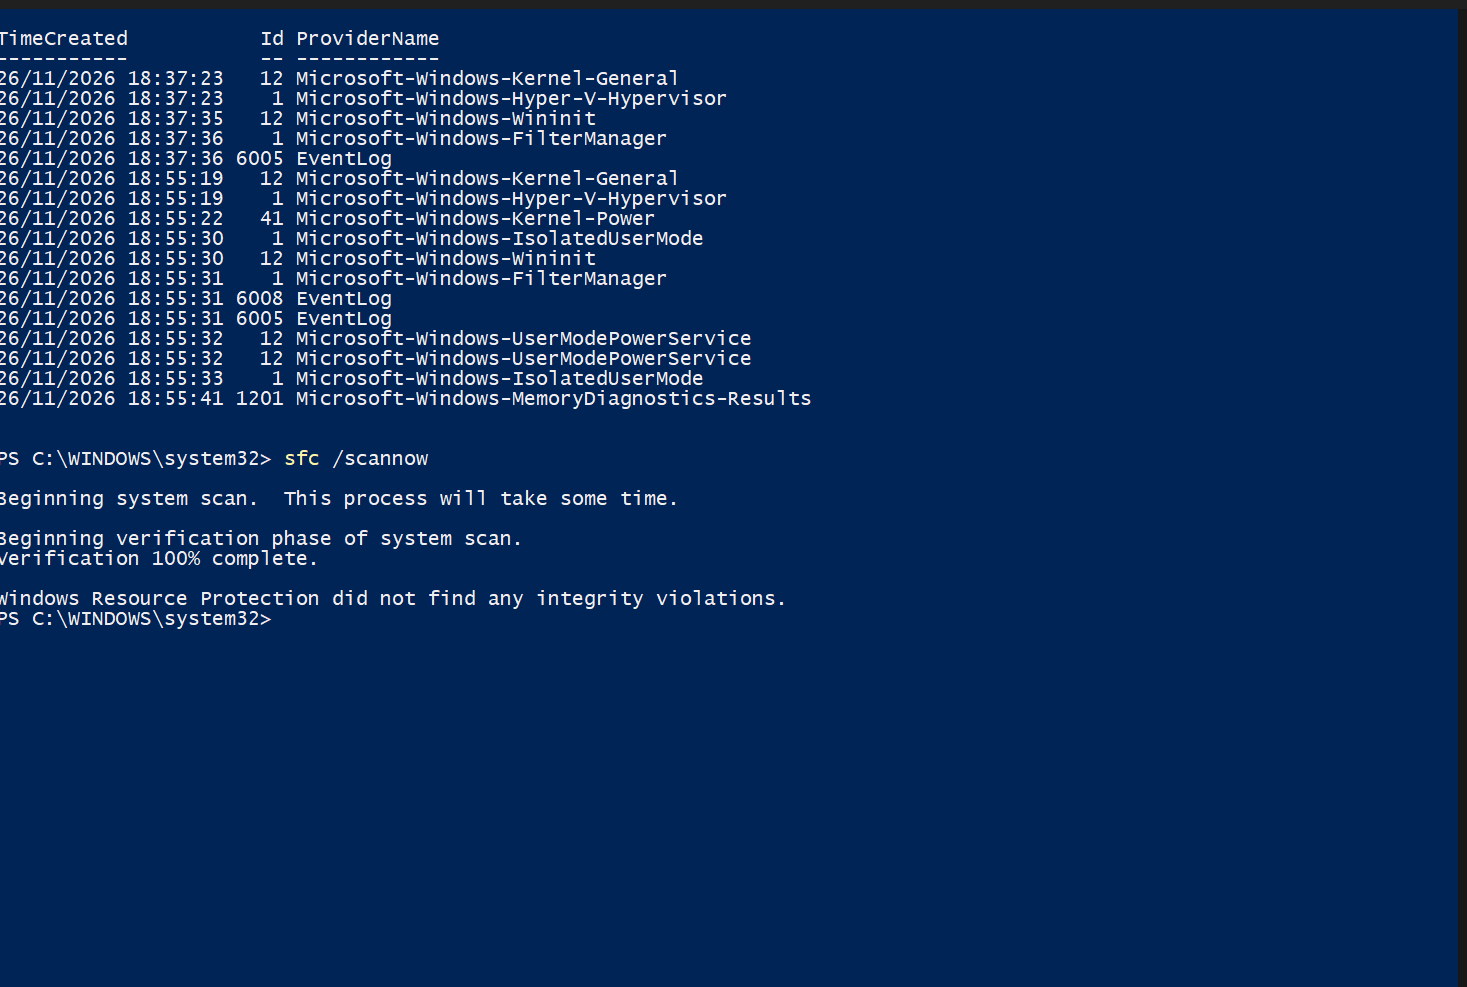 TimeCreated Id ProviderName
----------- -- ------------
26/11/2026 18:37:23 12 Microsoft-Windows-Kernel-General
26/11/2026 18:37:23 1 Microsoft-Windows-Hyper-V-Hypervisor
26/11/2026 18:37:35 12 Microsoft-Windows-Wininit
26/11/2026 18:37:36 1 Microsoft-Windows-FilterManager
26/11/2026 18:37:36 6005 EventLog
26/11/2026 18:55:19 12 Microsoft-Windows-Kernel-General
26/11/2026 18:55:19 1 Microsoft-Windows-Hyper-V-Hypervisor
26/11/2026 18:55:22 41 Microsoft-Windows-Kernel-Power
26/11/2026 18:55:30 1 Microsoft-Windows-IsolatedUserMode
26/11/2026 18:55:30 12 Microsoft-Windows-Wininit
26/11/2026 18:55:31 1 Microsoft-Windows-FilterManager
26/11/2026 18:55:31 6008 EventLog
26/11/2026 18:55:31 6005 EventLog
26/11/2026 18:55:32 12 Microsoft-Windows-UserModePowerService
26/11/2026 18:55:32 12 Microsoft-Windows-UserModePowerService
26/11/2026 18:55:33 1 Microsoft-Windows-IsolatedUserMode
26/11/2026 18:55:41 1201 Microsoft-Windows-MemoryDiagnostics-Results
PS C:\WINDOWS\system32> sfc /scannow
Beginning system scan.  This process will take some time.
Beginning verification phase of system scan.
Verification 100% complete.
Windows Resource Protection did not find any integrity violations.
PS C:\WINDOWS\system32>